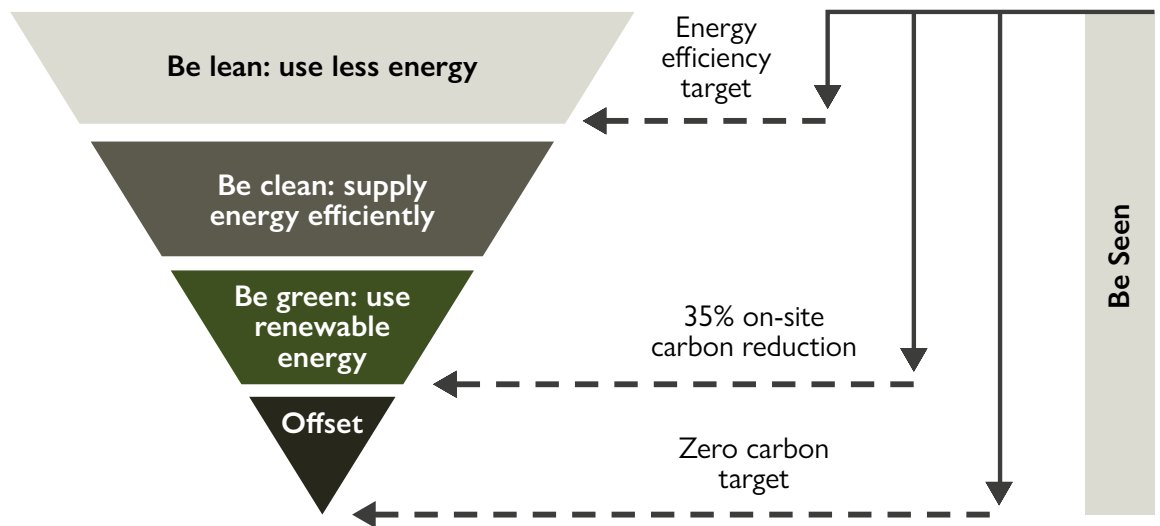 Be lean: use less energy
Energy
efficiency
target
Be clean: supply
energy efficiently
Be green: use
renewable
energy
35% on-site
carbon reduction
Offset
Zero carbon
target
Be Seen